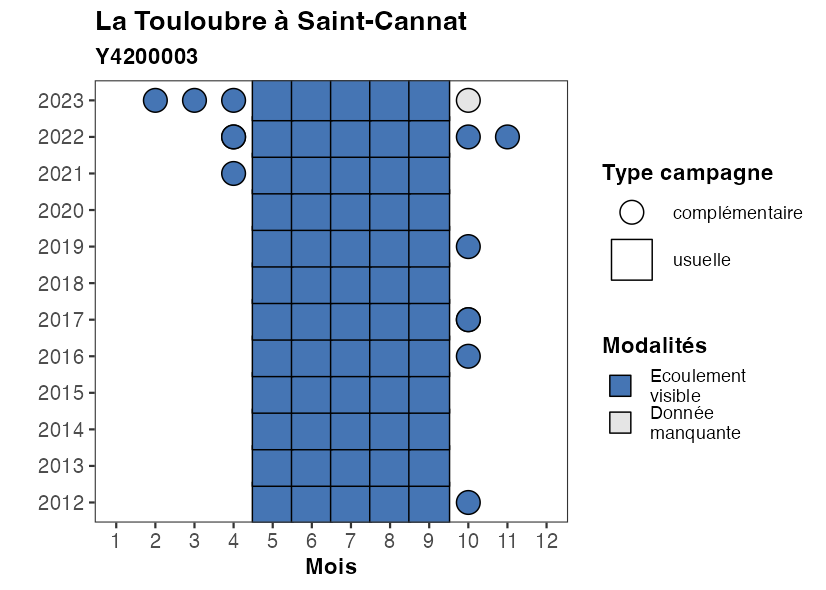 La Touloubre à Saint-Cannat
Y4200003
2023
2022
2021
2020
2019
2018
2017
2016
2015
2014
2013
2012
1 2 3 4 5 6 7 8 9 10 11 12
Mois
Type campagne
complémentaire
usuelle
Modalités
Ecoulement
visible
Donnée
manquante